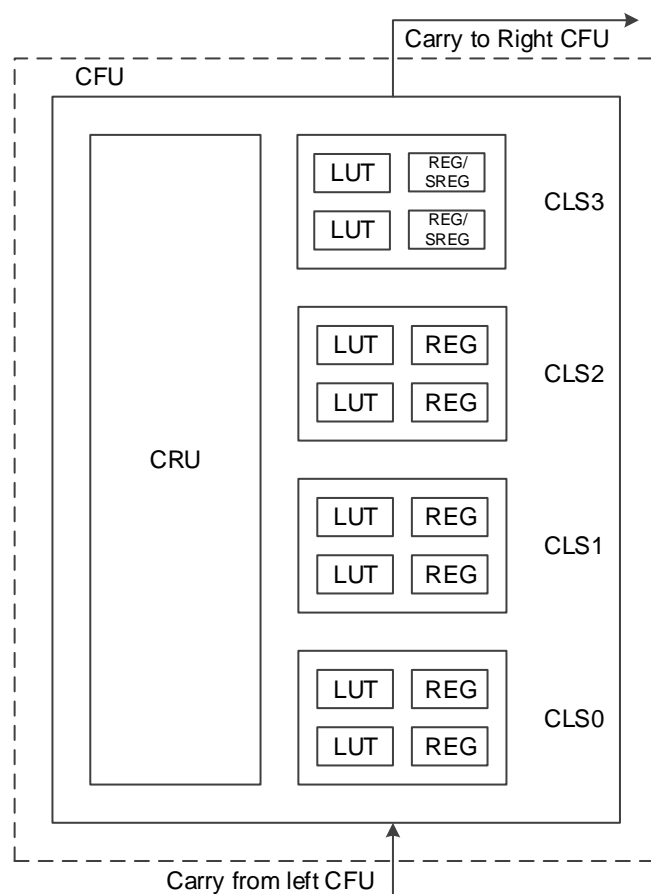 Carry to Right CFU
CFU
LUT REG/
SREG
LUT REG/
SREG
CLS3
LUT REG
LUT REG
CLS2
CRU
LUT REG
LUT REG
CLS1
LUT REG
LUT REG
CLS0
Carry from left CFU